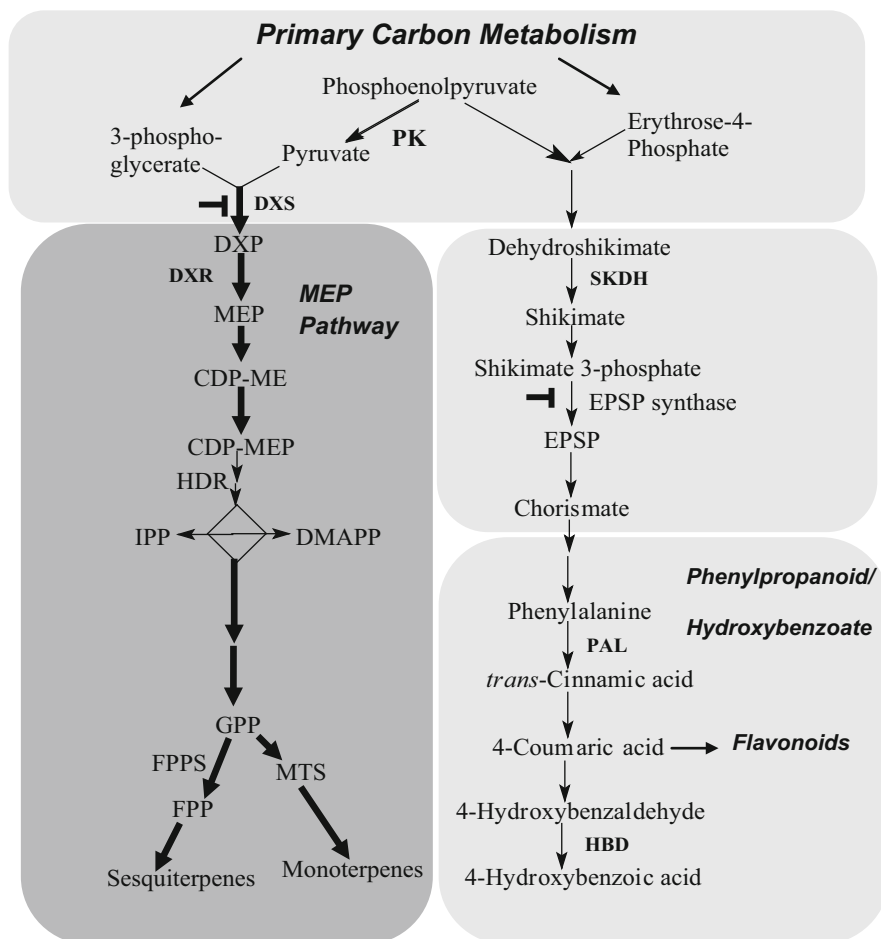 Primary Carbon Metabolism
Phosphoenolpyruvate
3-phospho-
glycerate
Pyruvate
PK
Erythrose-4-
Phosphate
DXS
DXP
DXR
MEP
MEP
Pathway
CDP-ME
CDP-MEP
HDR
IPP
DMAPP
GPP
FPPS
MTS
FPP
Sesquiterpenes
Monoterpenes
Dehydroshikimate
SKDH
Shikimate
Shikimate 3-phosphate
EPSP synthase
EPSP
Chorismate
Phenylpropanoid/
Hydroxybenzoate
Phenylalanine
PAL
trans-Cinnamic acid
4-Coumaric acid
Flavonoids
4-Hydroxybenzaldehyde
HBD
4-Hydroxybenzoic acid